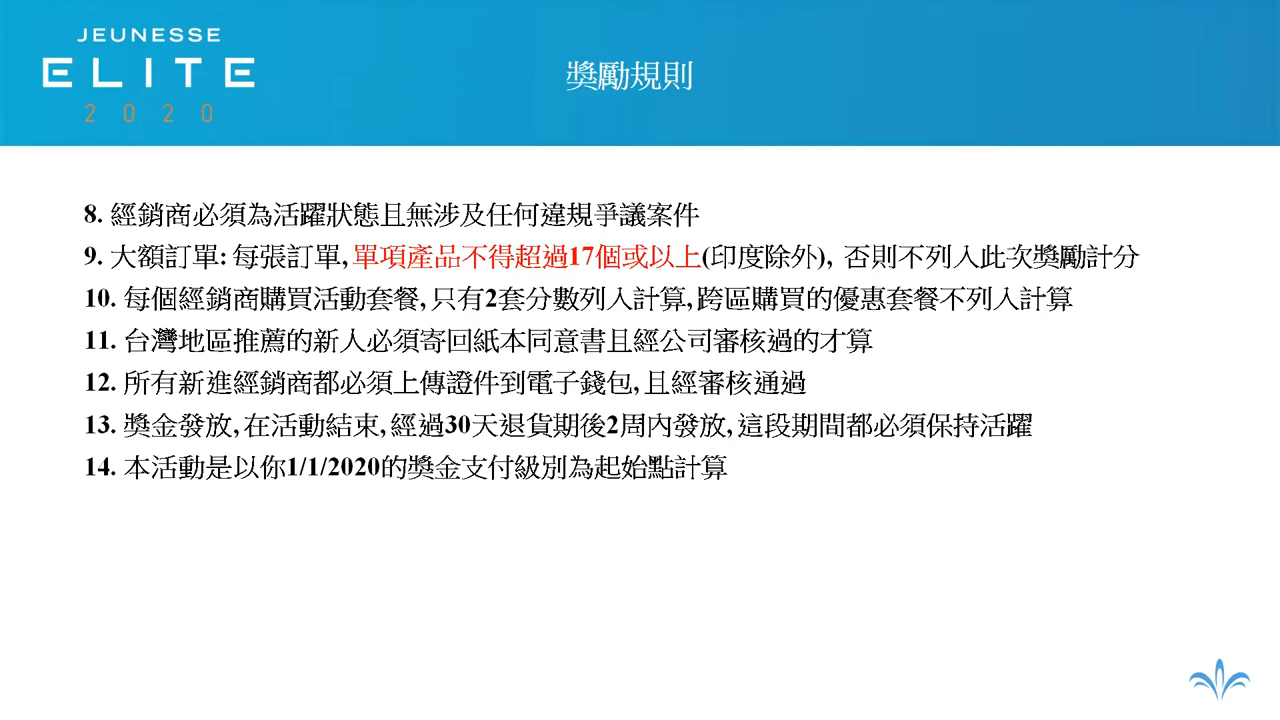 JEUNESSE
ELITE
2020
獎勵規則
8. 經銷商必須為活躍狀態且無涉及任何違規爭議案件
9. 大額訂單: 每張訂單, 單項產品不得超過17個或以上(印度除外), 否則不列入此次獎勵計分
10. 每個經銷商購買活動套餐, 只有2套分數列入計算, 跨區購買的優惠套餐不列入計算
11. 台灣地區推薦的新人必須寄回紙本同意書且經公司審核過的才算
12. 所有新進經銷商都必須上傳證件到電子錢包, 且經審核通過
13. 獎金發放, 在活動結束, 經過30天退貨期後2周內發放, 這段期間都必須保持活躍
14. 本活動是以你1/1/2020的獎金支付級別為起始點計算